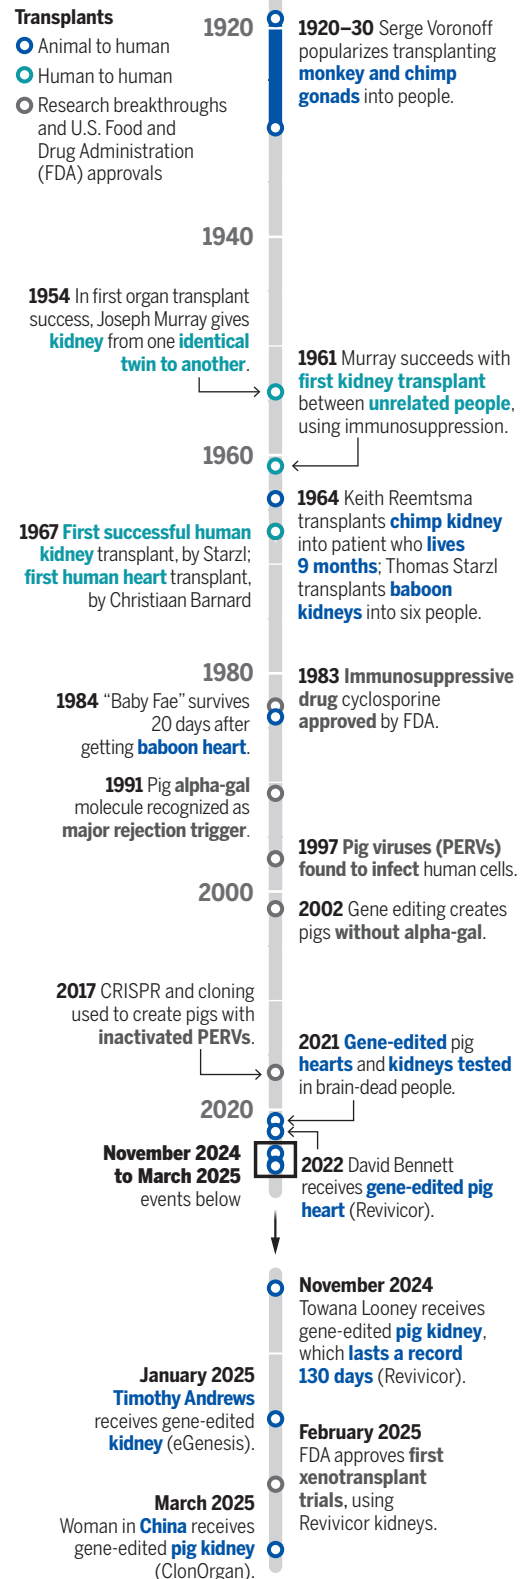 Transplants
Animal to human
Human to human
Research breakthroughs
and U.S. Food and
Drug Administration
(FDA) approvals
1920
1920–30 Serge Voronoff
popularizes transplanting
monkey and chimp
gonads into people.
1940
1954 In first organ transplant
success, Joseph Murray gives
kidney from one identical
twin to another.
1961 Murray succeeds with
first kidney transplant
between unrelated people,
using immunosuppression.
1960
1964 Keith Reemtsma
transplants chimp kidney
into patient who lives
9 months; Thomas Starzl
transplants baboon
kidneys into six people.
1967 First successful human
kidney transplant, by Starzl;
first human heart transplant,
by Christiaan Barnard
1980
1983 Immunosuppressive
drug cyclosporine
approved by FDA.
1984 “Baby Fae” survives
20 days after
getting baboon heart.
1991 Pig alpha-gal
molecule recognized as
major rejection trigger.
1997 Pig viruses (PERVs)
found to infect human cells.
2000
2002 Gene editing creates
pigs without alpha-gal.
2017 CRISPR and cloning
used to create pigs with
inactivated PERVs.
2021 Gene-edited pig
hearts and kidneys tested
in brain-dead people.
2020
2022 David Bennett
receives gene-edited pig
heart (Revivicor).
November 2024
to March 2025
events below
November 2024
Towana Looney receives
gene-edited pig kidney,
which lasts a record
130 days (Revivicor).
January 2025
Timothy Andrews
receives gene-edited
kidney (eGenesis).
February 2025
FDA approves first
xenotransplant
trials, using
Revivicor kidneys.
March 2025
Woman in China receives
gene-edited pig kidney
(ClonOrgan).